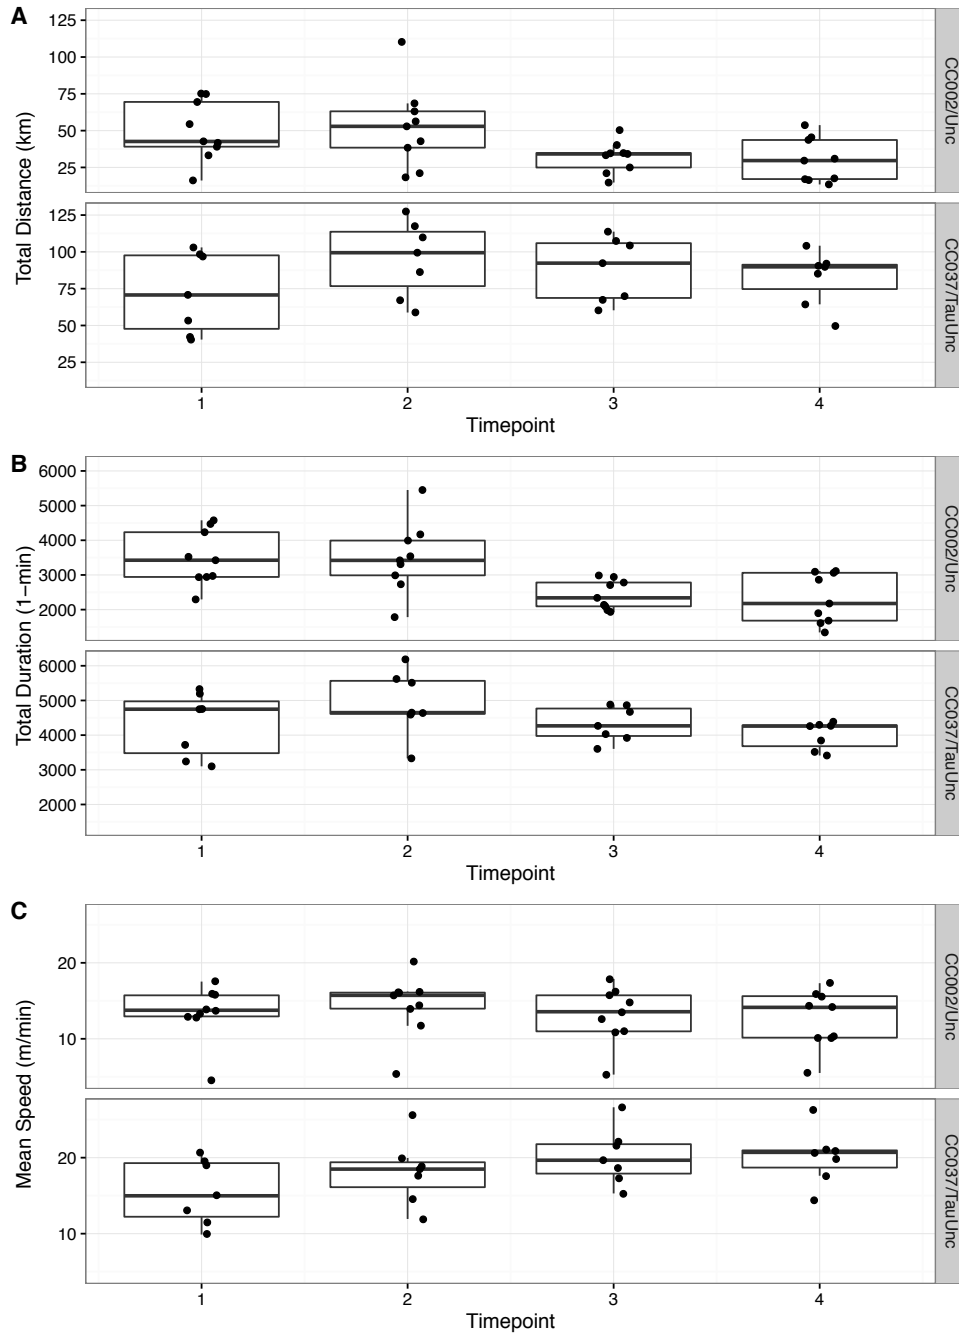 A
Total Distance (km)
125
100
75
50
25
CC002/Unc
125
100
75
50
25
CC037/TauUnc
1 2 3 4
Timepoint
B
Total Duration (1−min)
6000
5000
4000
3000
2000
CC002/Unc
6000
5000
4000
3000
2000
CC037/TauUnc
1 2 3 4
Timepoint
C
Mean Speed (m/min)
20
10
CC002/Unc
20
10
CC037/TauUnc
1 2 3 4
Timepoint